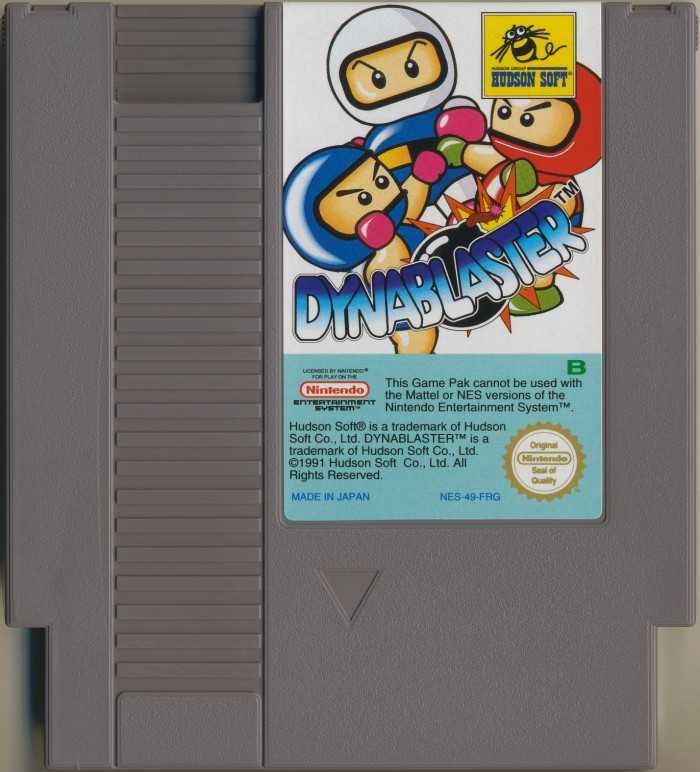 HUDSON GROUP
HUDSON SOFT®
DYNABLASTER™
B
LICENSED BY NINTENDO®
FOR PLAY ON THE
Nintendo
ENTERTAINMENT
SYSTEM™
This Game Pak cannot be used with
the Mattel or NES versions of the
Nintendo Entertainment System™.
Hudson Soft® is a trademark of Hudson
Soft Co., Ltd. DYNABLASTER™ is a
trademark of Hudson Soft Co., Ltd.
©1991 Hudson Soft Co., Ltd. All
Rights Reserved.
Original
Nintendo
Seal of
Quality
™
MADE IN JAPAN NES-49-FRG